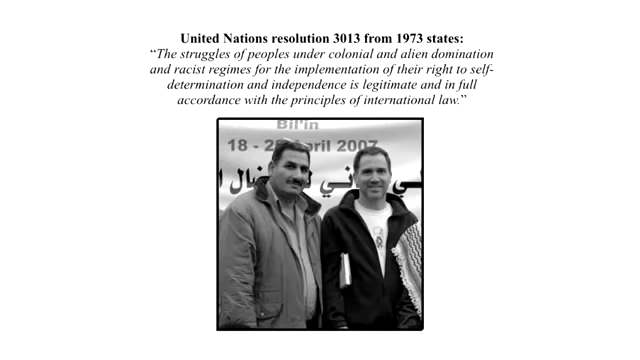 United Nations resolution 3013 from 1973 states:
“The struggles of peoples under colonial and alien domination
and racist regimes for the implementation of their right to self-
determination and independence is legitimate and in full
accordance with the principles of international law.”
Bil'in
18 - April 2007